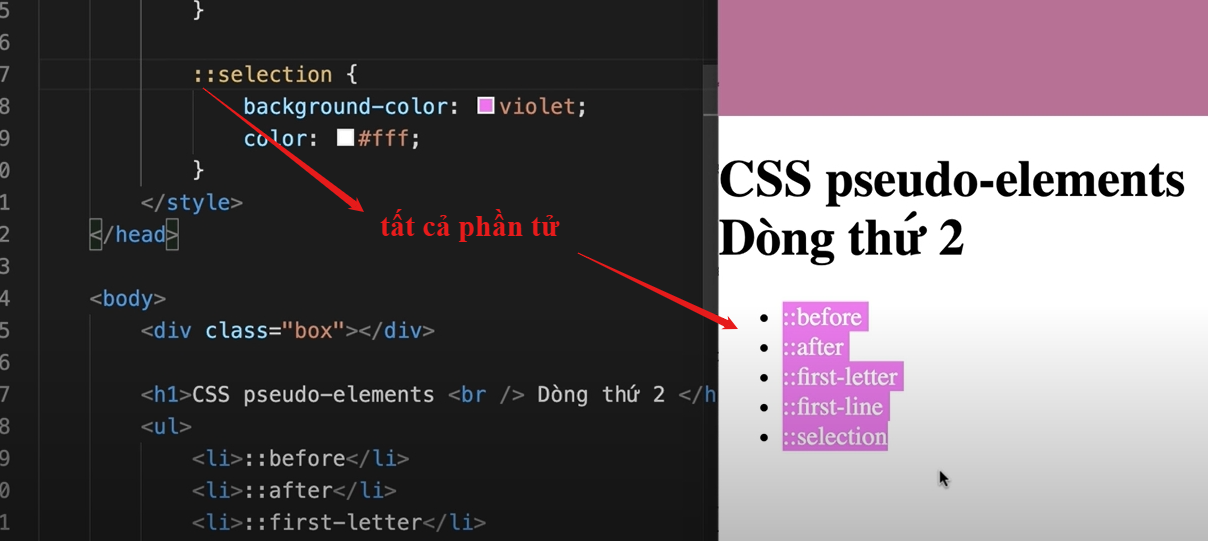 5 }
6
7 ::selection {
8 background-color: violet;
9 color: #fff;
0 }
1 </style>
2 </head>
3
4 <body>
5 <div class="box"></div>
6
7 <h1>CSS pseudo-elements <br /> Dòng thứ 2 </h
8 <ul>
9 <li>::before</li>
0 <li>::after</li>
1 <li>::first-letter</li>
tất cả phần tử
CSS pseudo-elements
Dòng thứ 2
::before
::after
::first-letter
::first-line
::selection